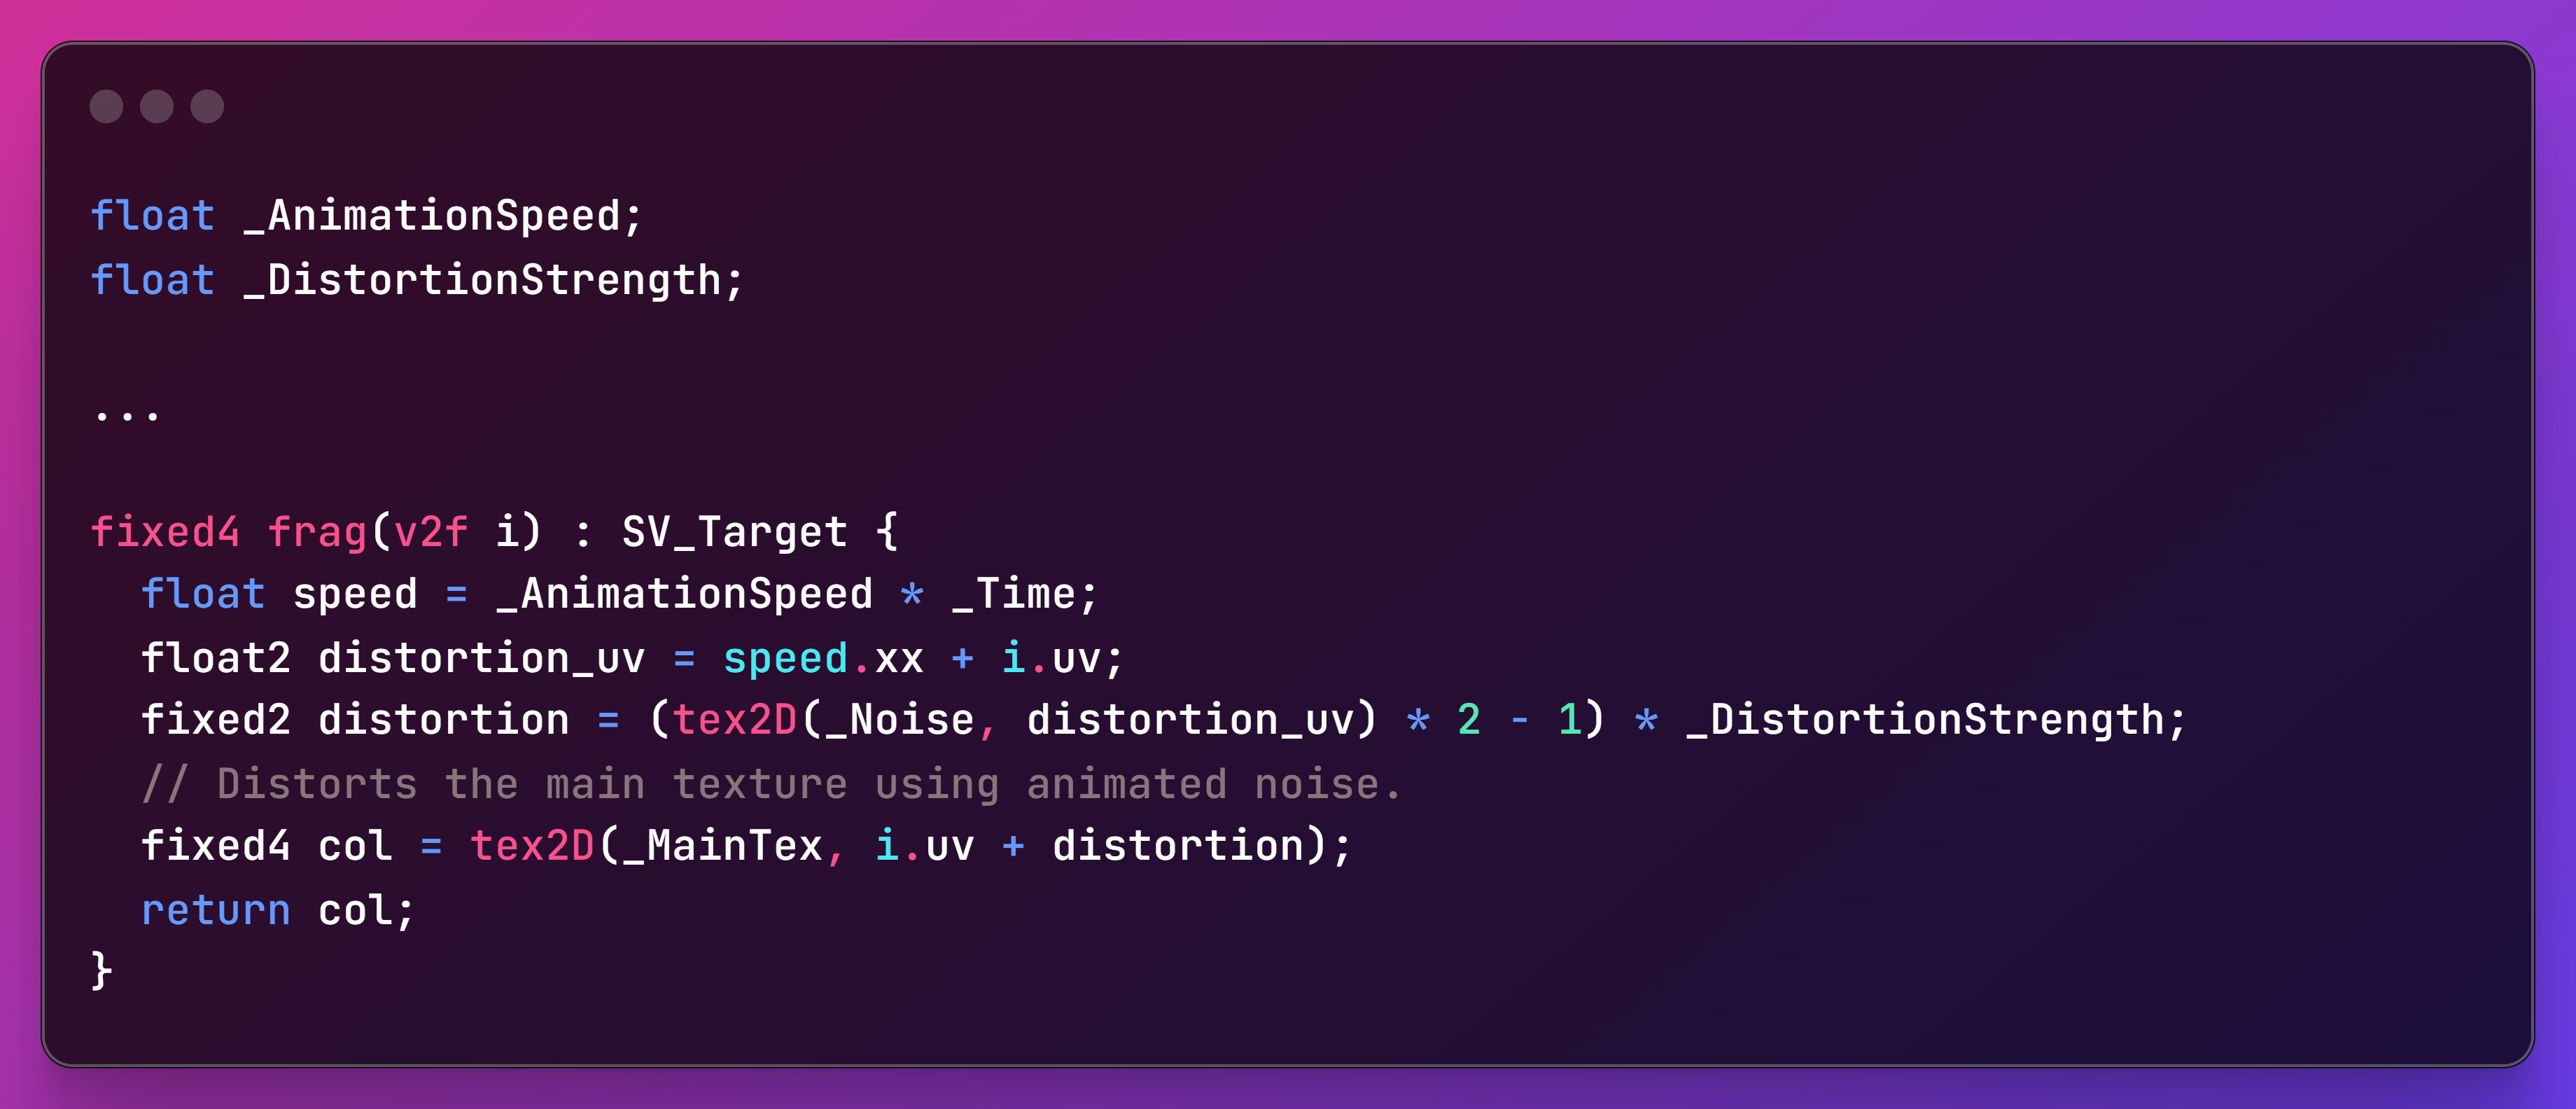 float _AnimationSpeed;
float _DistortionStrength;
...
fixed4 frag(v2f i) : SV_Target {
  float speed = _AnimationSpeed * _Time;
  float2 distortion_uv = speed.xx + i.uv;
  fixed2 distortion = (tex2D(_Noise, distortion_uv) * 2 - 1) * _DistortionStrength;
  // Distorts the main texture using animated noise.
  fixed4 col = tex2D(_MainTex, i.uv + distortion);
  return col;
}